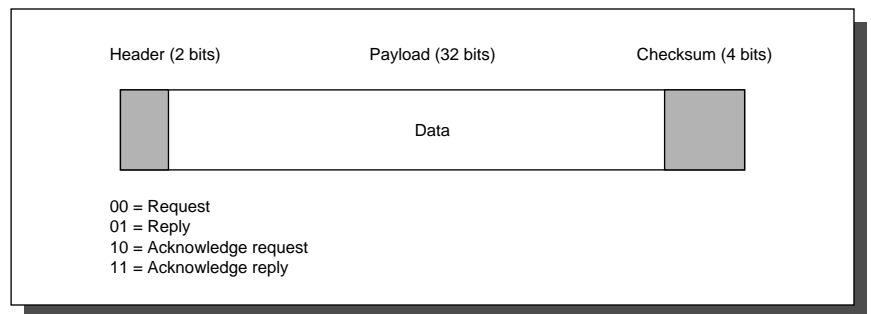 Header (2 bits) Payload (32 bits) Checksum (4 bits)
Data
00 = Request
01 = Reply
10 = Acknowledge request
11 = Acknowledge reply